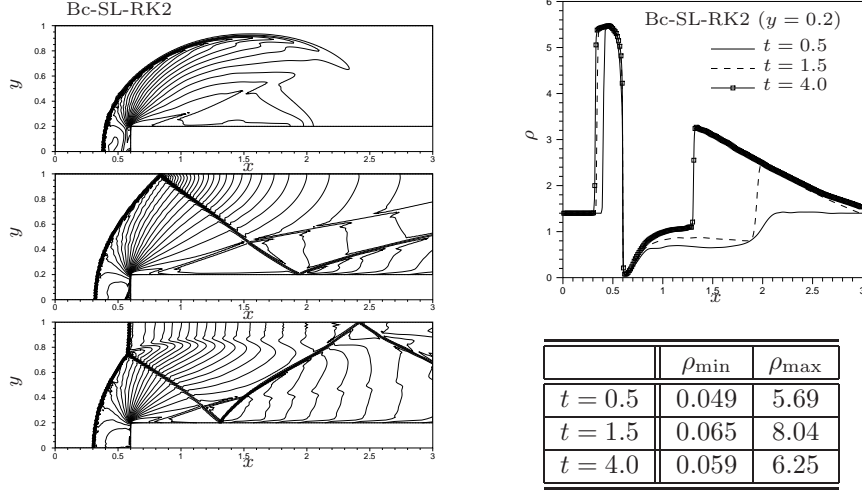 Bc-SL-RK2
1
0.8
0.6
y
0.4
0.2
0
0 0.5 1 1.5 2 2.5 3
x
1
0.8
0.6
y
0.4
0.2
0
0 0.5 1 1.5 2 2.5 3
x
1
0.8
0.6
y
0.4
0.2
0
0 0.5 1 1.5 2 2.5 3
x
Bc-SL-RK2 (y = 0.2)
t = 0.5
t = 1.5
t = 4.0
6
5
4
ρ
3
2
1
0
0.0 0.5 1 1.5 2 2.5 3
x
ρmin ρmax
t = 0.5 0.049 5.69
t = 1.5 0.065 8.04
t = 4.0 0.059 6.25